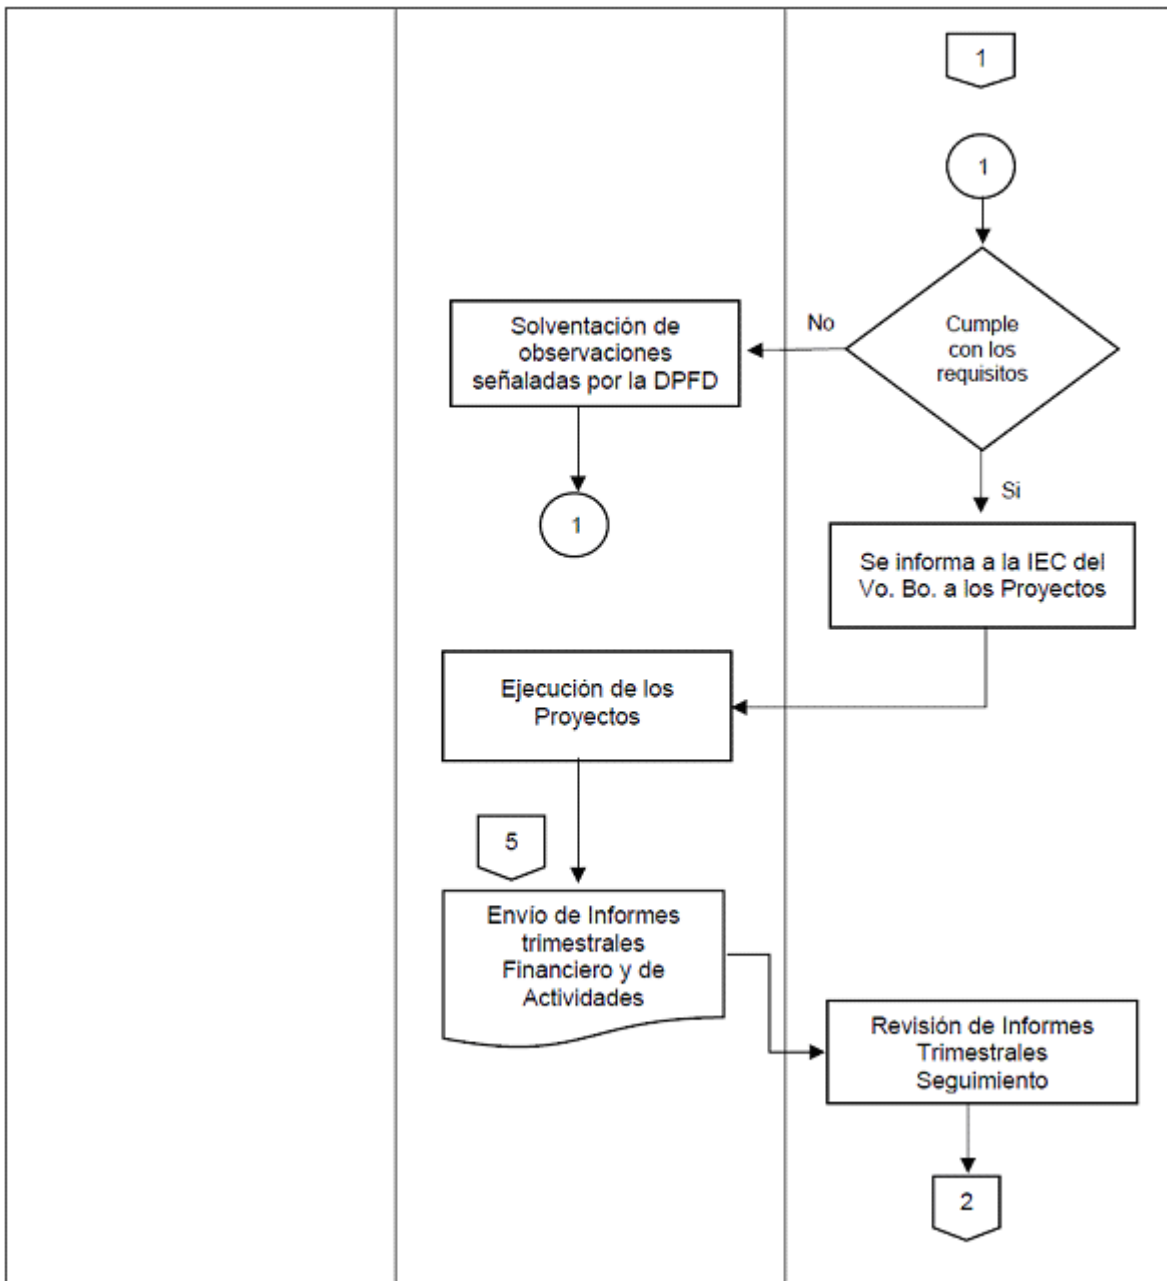 1
1
Cumple
con los
requisitos
No
Solventación de
observaciones
señaladas por la DPFD
1
Si
Se informa a la IEC del
Vo. Bo. a los Proyectos
Ejecución de los
Proyectos
5
Envío de Informes
trimestrales
Financiero y de
Actividades
Revisión de Informes
Trimestrales
Seguimiento
2